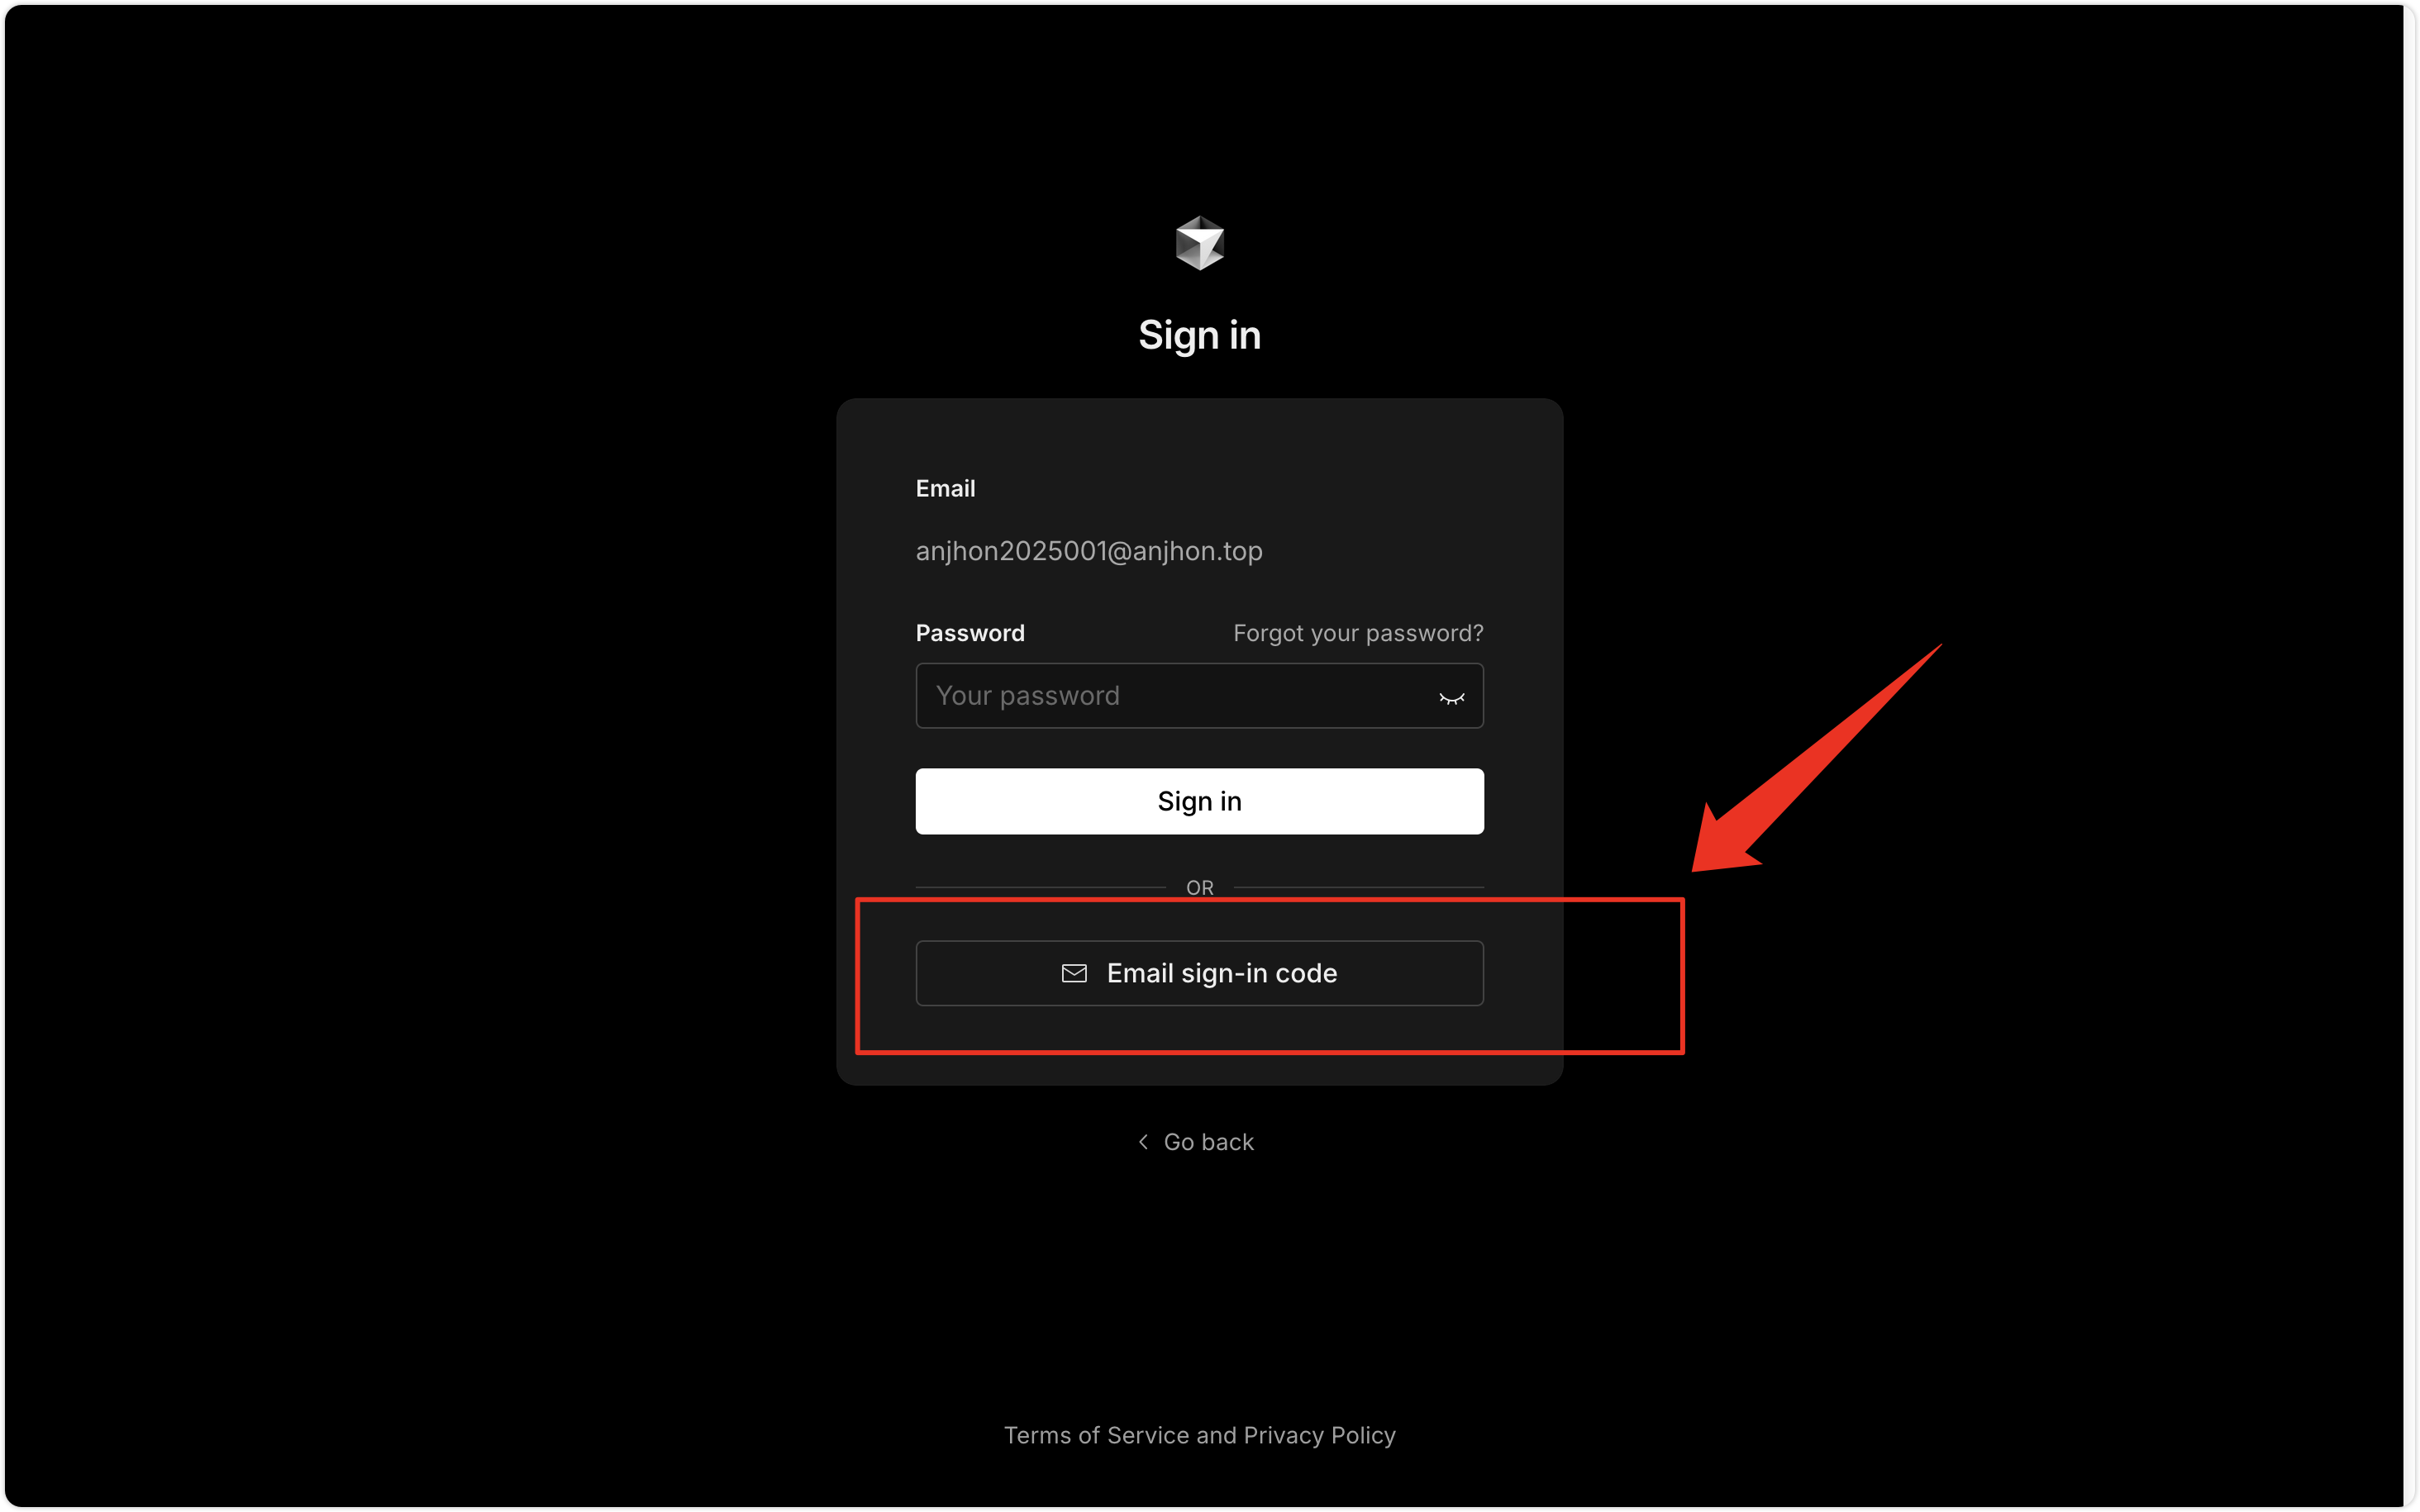 Sign in
Email
anjhon2025001@anjhon.top
Password
Forgot your password?
Your password
Sign in
OR
Email sign-in code
Go back
Terms of Service and Privacy Policy